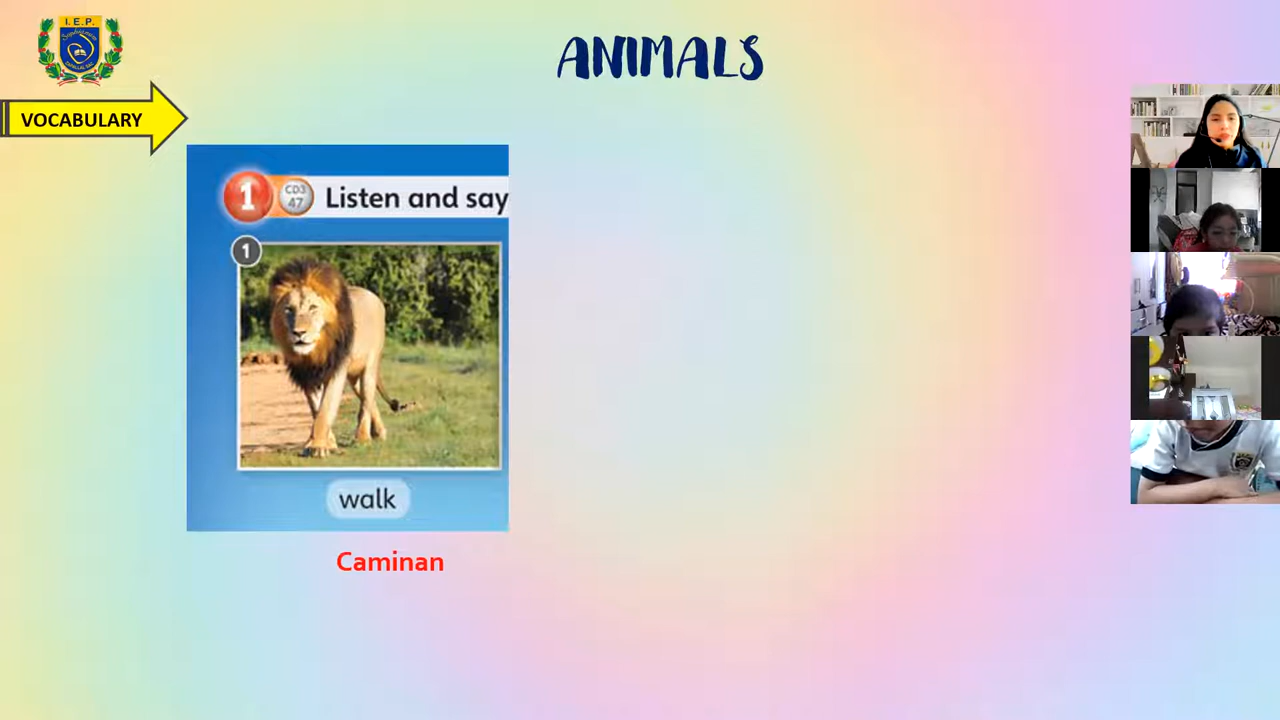 I.E.P.
ANIMALS
VOCABULARY
1 CD3 47 Listen and say
1
walk
Caminan